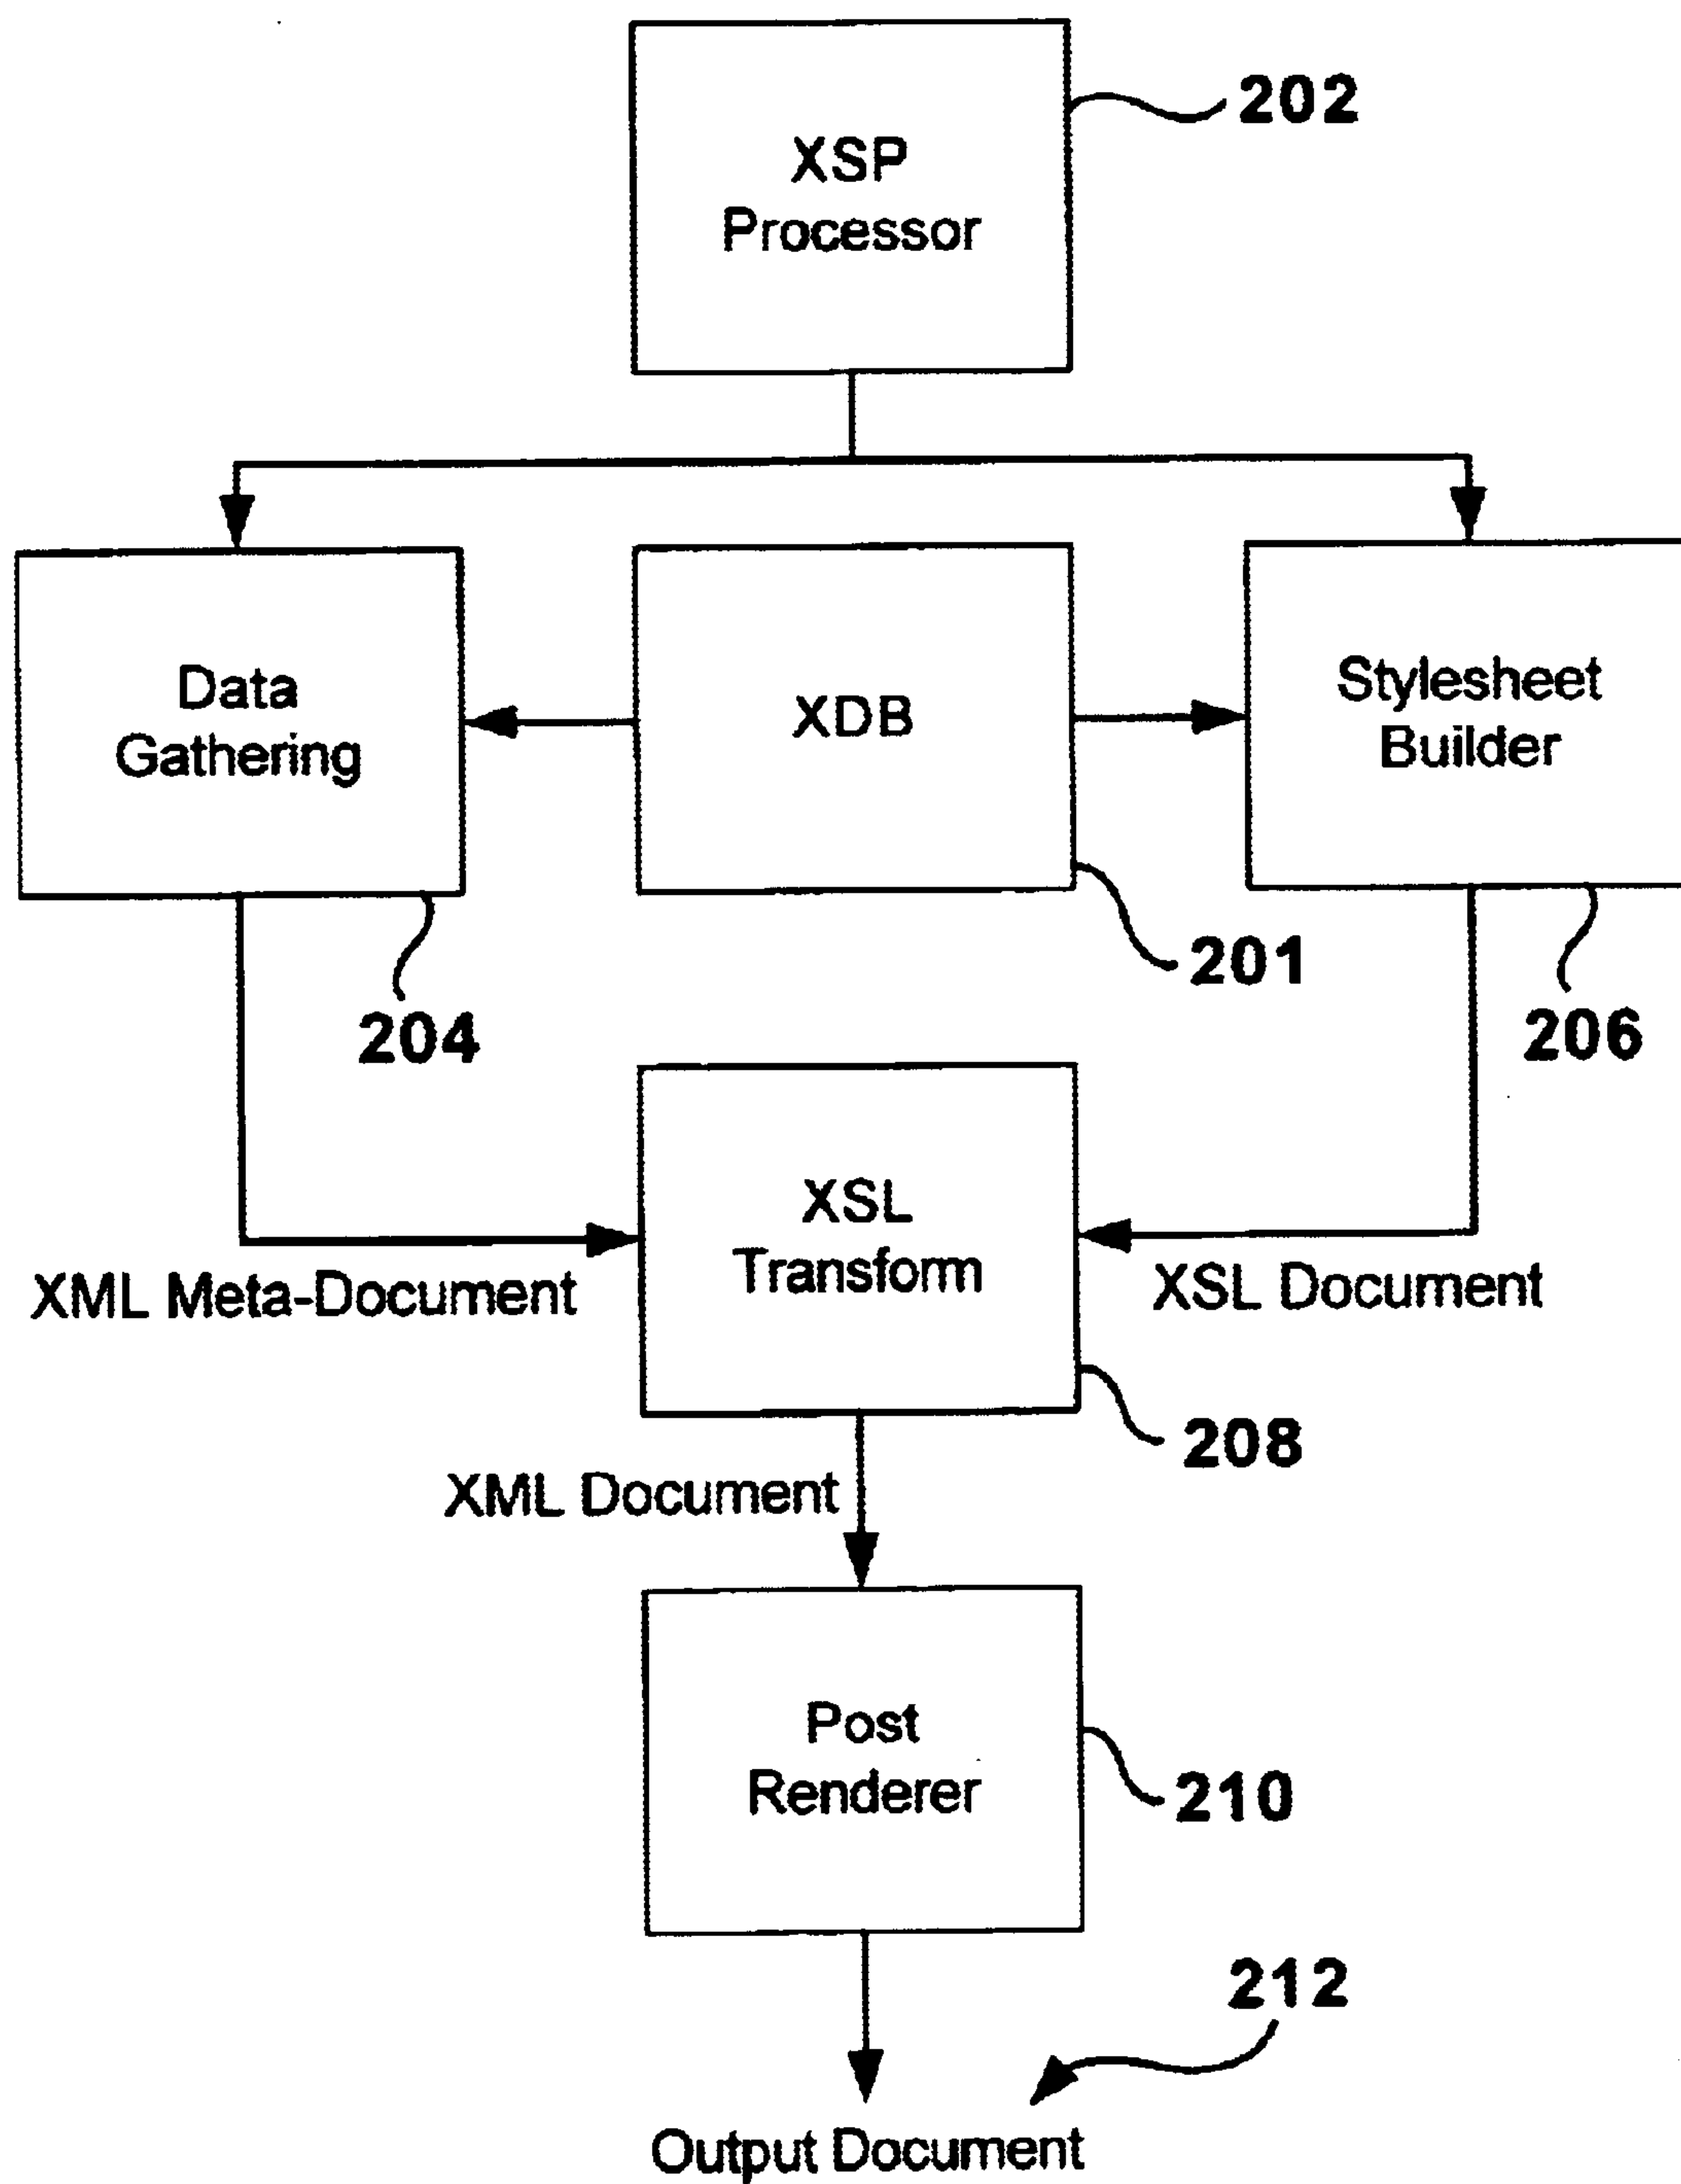 202
XSP
Processor
Data
Gathering
XDB
Stylesheet
Builder
201
204
206
XSL
Transform
XML Meta-Document
XSL Document
208
XML Document
Post
Renderer
210
212
Output Document